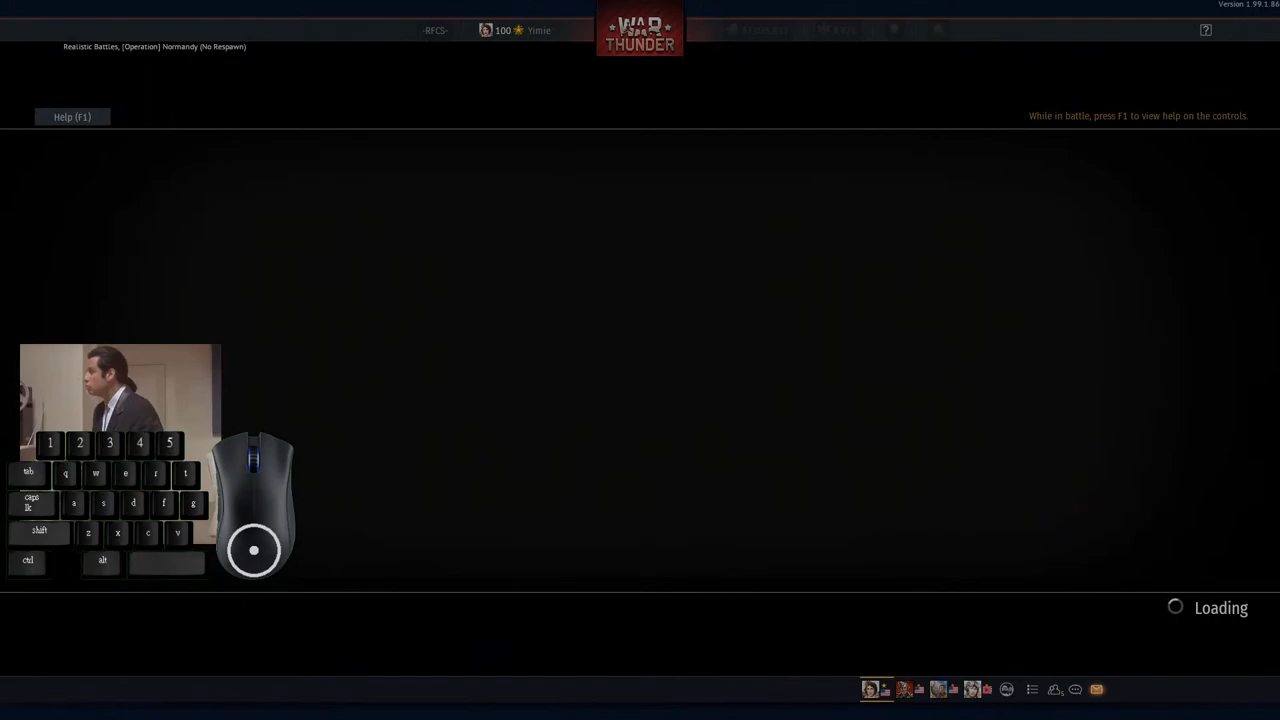 Version 1.99.1.86
-RFCS- 100 Yimie
WAR THUNDER
Realistic Battles, [Operation] Normandy (No Respawn)
Help (F1)
While in battle, press F1 to view help on the controls.
1 2 3 4 5
tab q w e r t
caps lk a s d f g
shift z x c v
ctrl alt
Loading